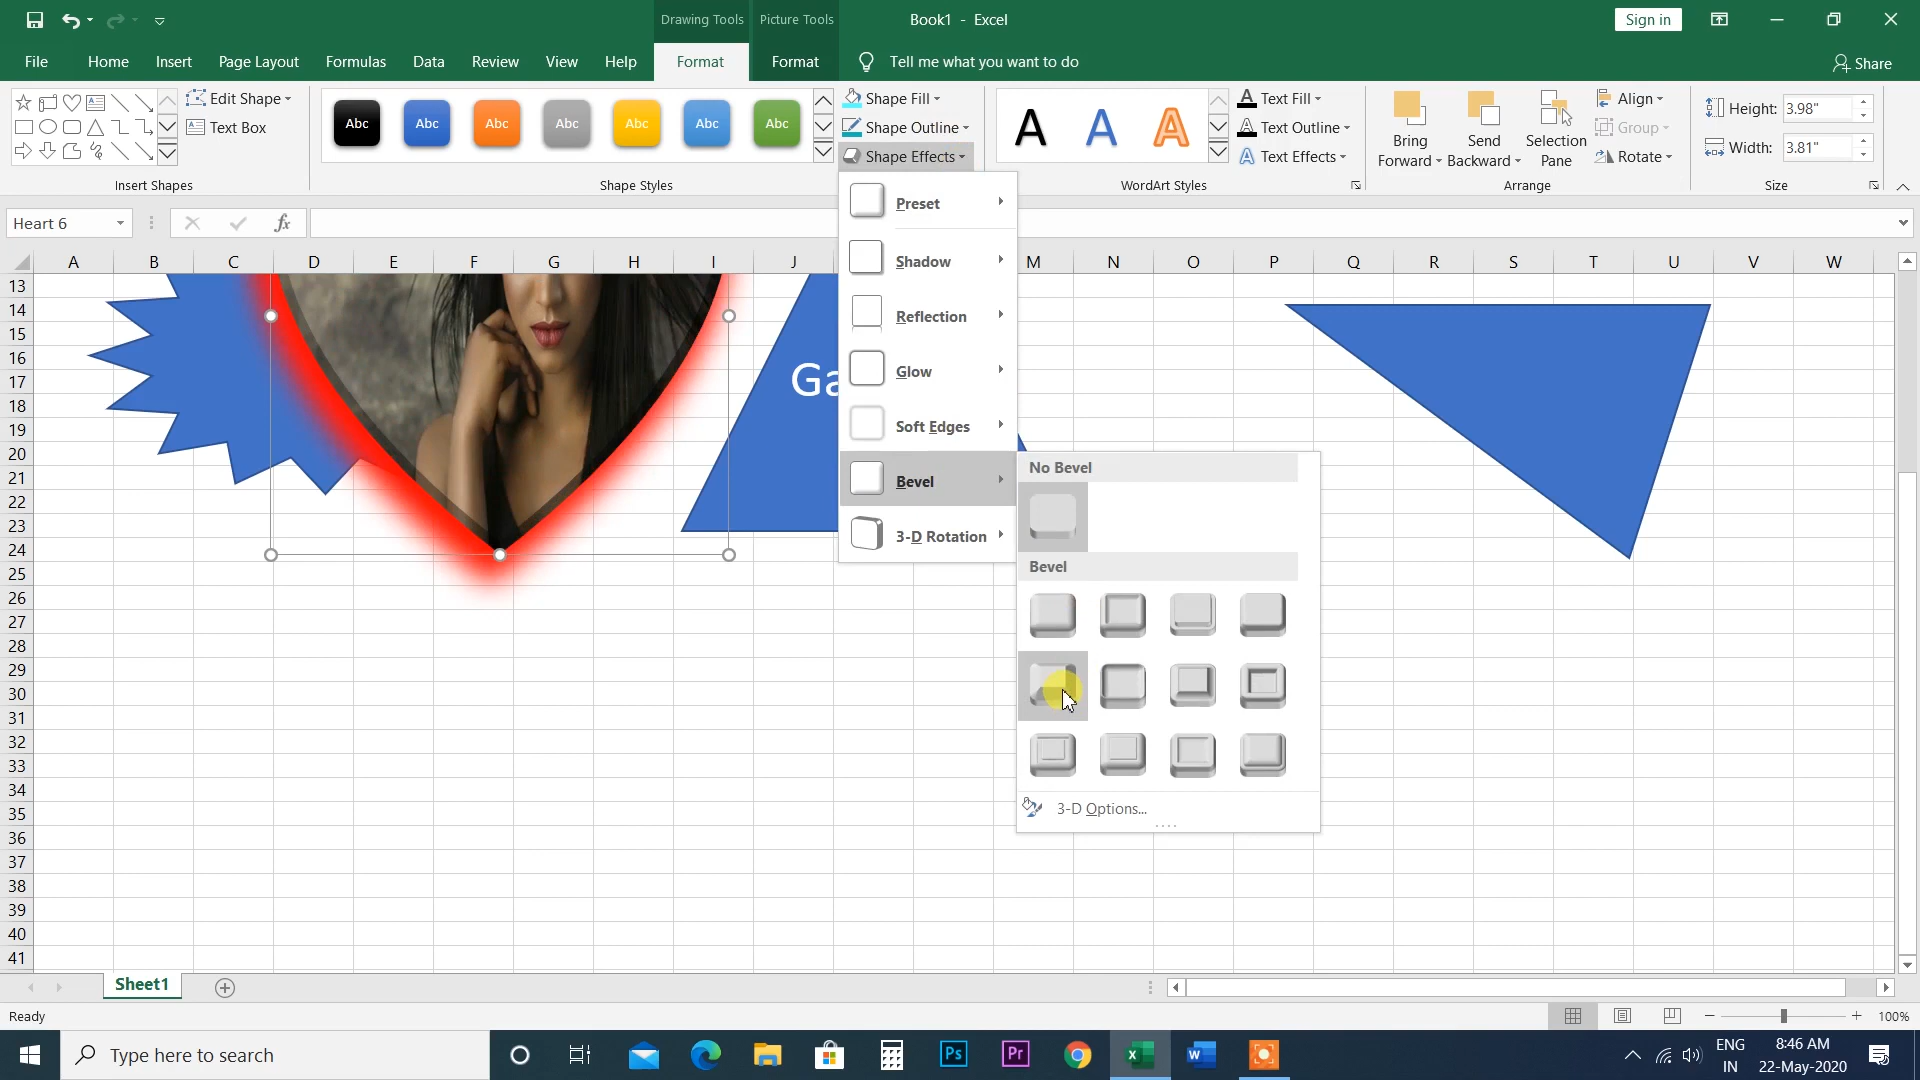 Drawing Tools Picture Tools Book1 - Excel Sign in
File Home Insert Page Layout Formulas Data Review View Help Format Format Tell me what you want to do Share
Edit Shape
Text Box
Insert Shapes
Abc Abc Abc Abc Abc Abc Abc
Shape Styles
Shape Fill
Shape Outline
Shape Effects
A A A
WordArt Styles
Text Fill
Text Outline
Text Effects
Bring Forward
Send Backward
Selection Pane
Align
Group
Rotate
Arrange
Height: 3.98"
Width: 3.81"
Size
Heart 6
fx
A B C D E F G H I J M N O P Q R S T U V W
13
14
15
16
17
18
19
20
21
22
23
24
25
26
27
28
29
30
31
32
33
34
35
36
37
38
39
40
41
Ga
Preset
Shadow
Reflection
Glow
Soft Edges
Bevel
3-D Rotation
No Bevel
Bevel
3-D Options...
Sheet1
Ready
100%
Type here to search
Ps Pr
ENG
IN
8:46 AM
22-May-2020